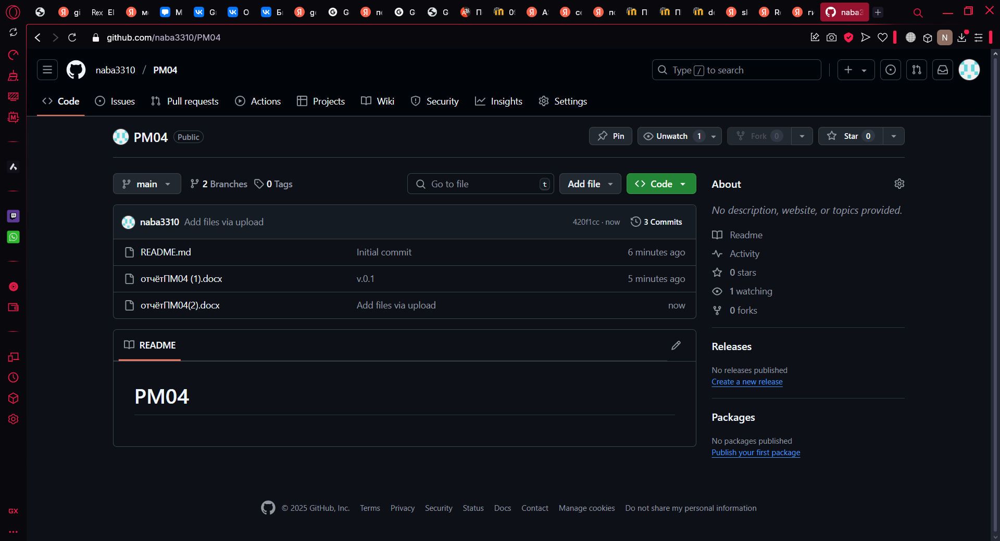 gi
Rex El
M
github.com/naba3310/PM04
N
naba3310 / PM04
Type / to search
Code
Issues
Pull requests
Actions
Projects
Wiki
Security
Insights
Settings
PM04 Public
Pin
Unwatch 1
Fork 0
Star 0
main
2 Branches
0 Tags
Go to file t
Add file
Code
naba3310 Add files via upload 420f1cc · now 3 Commits
README.md Initial commit 6 minutes ago
отчётПМ04 (1).docx v.0.1 5 minutes ago
отчётПМ04(2).docx Add files via upload now
README
PM04
About
No description, website, or topics provided.
Readme
Activity
0 stars
1 watching
0 forks
Releases
No releases published
Create a new release
Packages
No packages published
Publish your first package
GX
© 2025 GitHub, Inc. Terms Privacy Security Status Docs Contact Manage cookies Do not share my personal information